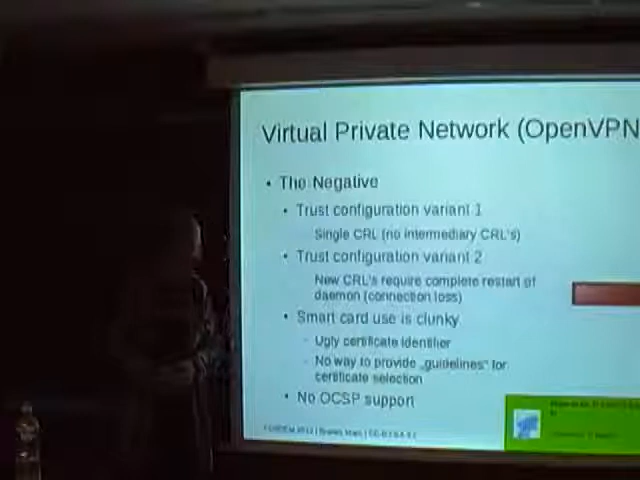 Virtual Private Network (OpenVPN
• The Negative
• Trust configuration variant 1
Single CRL (no intermediary CRL's)
• Trust configuration variant 2
New CRL's require complete restart of
daemon (connection loss)
• Smart card use is clunky
- Ugly certificate identifier
- No way to provide „guidelines" for
certificate selection
• No OCSP support